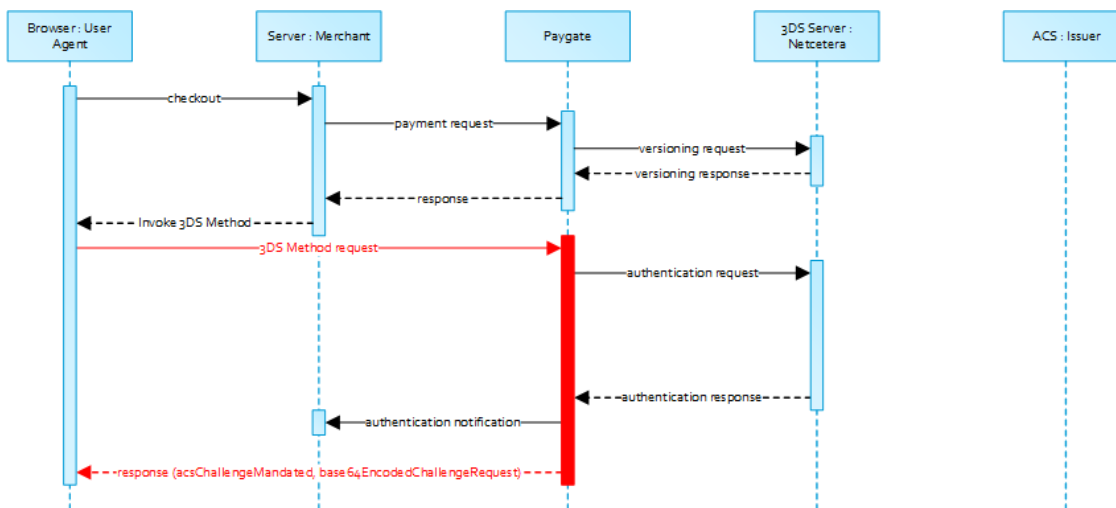 Browser : User
Agent
Server : Merchant
Paygate
3DS Server :
Netcetera
ACS : Issuer
checkout
payment request
versioning request
versioning response
response
Invoke 3DS Method
3DS Method request
authentication request
authentication response
authentication notification
response (acsChallengeMandated, base64EncodedChallengeRequest)